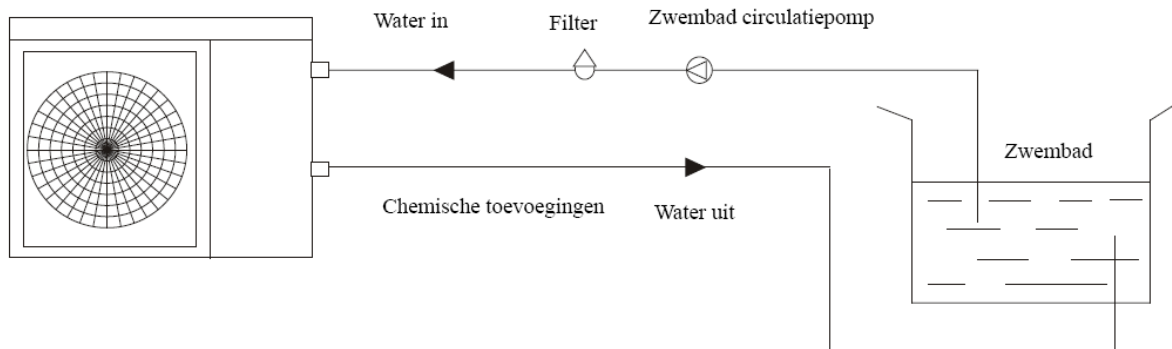 Water in
Filter
Zwembad circulatiepomp
Zwembad
Chemische toevoegingen
Water uit